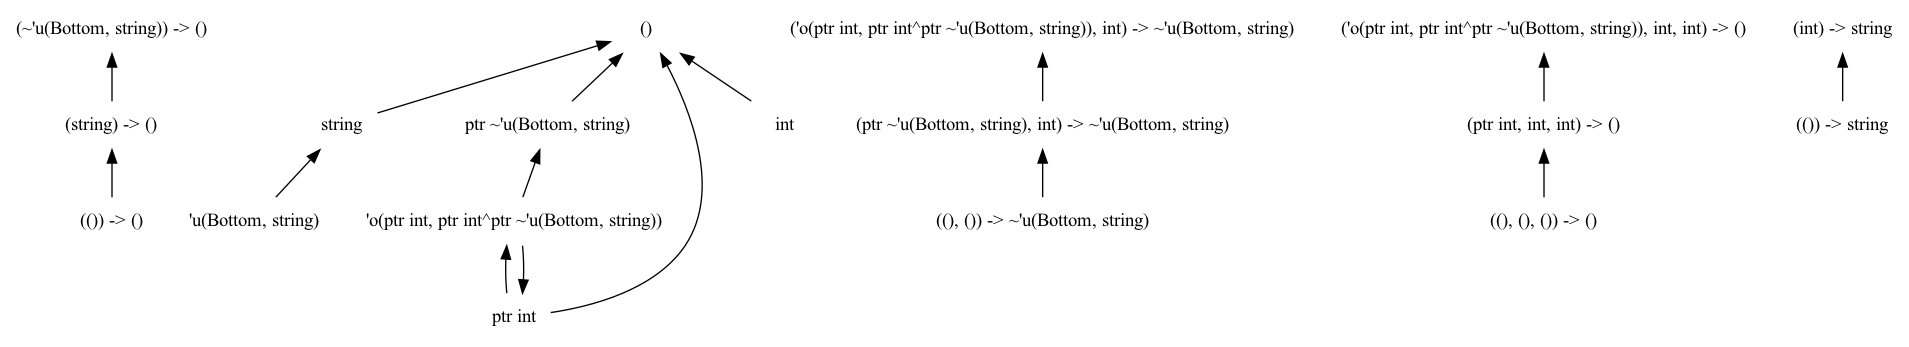 (~'u(Bottom, string)) -> ()
()
('o(ptr int, ptr int^ptr ~'u(Bottom, string)), int) -> ~'u(Bottom, string)
('o(ptr int, ptr int^ptr ~'u(Bottom, string)), int, int) -> ()
(int) -> string
(string) -> ()
string
ptr ~'u(Bottom, string)
int
(ptr ~'u(Bottom, string), int) -> ~'u(Bottom, string)
(ptr int, int, int) -> ()
(()) -> string
(()) -> ()
'u(Bottom, string)
'o(ptr int, ptr int^ptr ~'u(Bottom, string))
((), ()) -> ~'u(Bottom, string)
((), (), ()) -> ()
ptr int